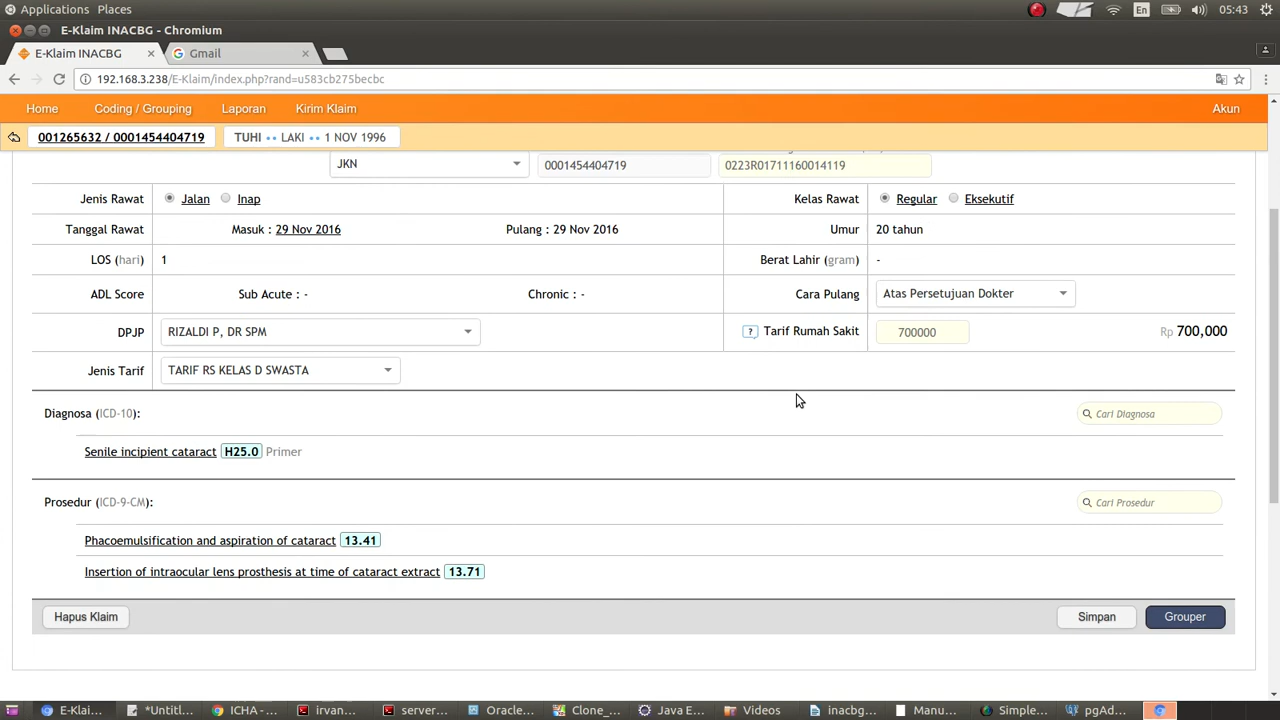 Applications Places En 05:43
E-Klaim INACBG - Chromium
E-Klaim INACBG × Gmail ×
192.168.3.238/E-Klaim/index.php?rand=u583cb275becbc
Home Coding / Grouping Laporan Kirim Klaim Akun
001265632 / 0001454404719 TUHI •• LAKI •• 1 NOV 1996
JKN 0001454404719 0223R01711160014119
Jenis Rawat Jalan Inap Kelas Rawat Regular Eksekutif
Tanggal Rawat Masuk : 29 Nov 2016 Pulang : 29 Nov 2016 Umur 20 tahun
LOS (hari) 1 Berat Lahir (gram) -
ADL Score Sub Acute : - Chronic : - Cara Pulang Atas Persetujuan Dokter
DPJP RIZALDI P, DR SPM ? Tarif Rumah Sakit 700000 Rp 700,000
Jenis Tarif TARIF RS KELAS D SWASTA
Diagnosa (ICD-10): Cari Diagnosa
Senile incipient cataract H25.0 Primer
Prosedur (ICD-9-CM): Cari Prosedur
Phacoemulsification and aspiration of cataract 13.41
Insertion of intraocular lens prosthesis at time of cataract extract 13.71
Hapus Klaim Simpan Grouper
E-Klai... *Untitl... ICHA -... irvan... server... Oracle... Clone_... Java E... Videos inacbg... Manu... Simple... pgAd...